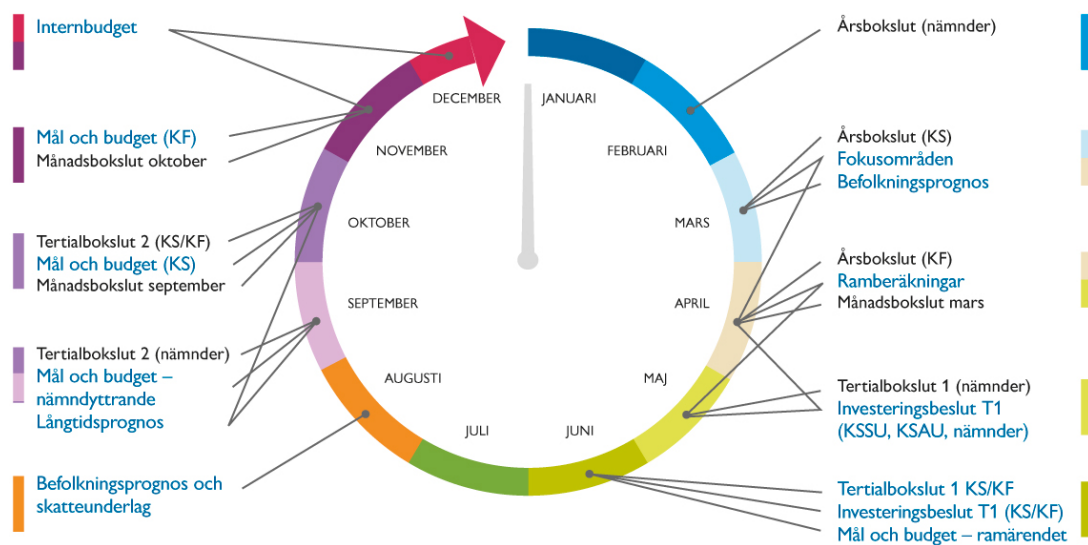 Internbudget
Mål och budget (KF)
Månadsbokslut oktober
Tertialbokslut 2 (KS/KF)
Mål och budget (KS)
Månadsbokslut september
Tertialbokslut 2 (nämnder)
Mål och budget –
nämndyttrande
Långtidsprognos
Befolkningsprognos och
skatteunderlag
DECEMBER
JANUARI
NOVEMBER
FEBRUARI
OKTOBER
MARS
SEPTEMBER
APRIL
AUGUSTI
MAJ
JULI
JUNI
Årsbokslut (nämnder)
Årsbokslut (KS)
Fokusområden
Befolkningsprognos
Årsbokslut (KF)
Ramberäkningar
Månadsbokslut mars
Tertialbokslut 1 (nämnder)
Investeringsbeslut T1
(KSSU, KSAU, nämnder)
Tertialbokslut 1 KS/KF
Investeringsbeslut T1 (KS/KF)
Mål och budget – ramärendet